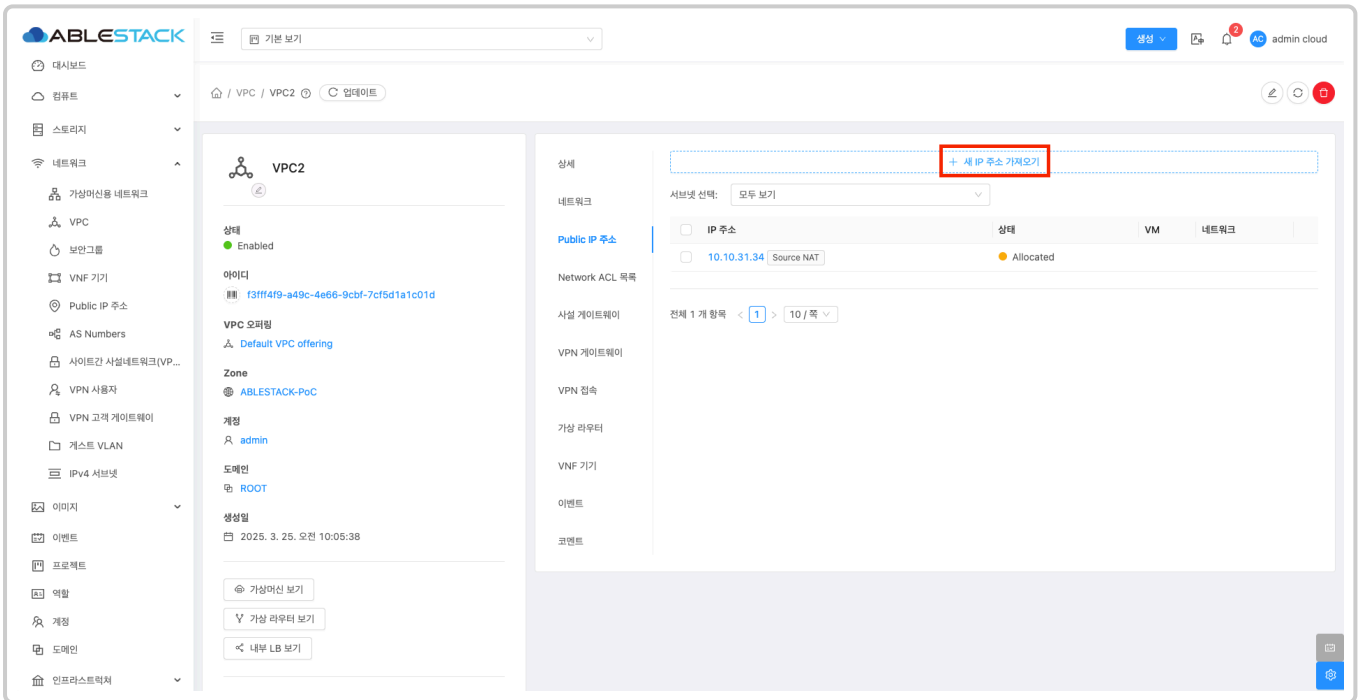 ABLESTACK
기본 보기
생성
2
AC
admin cloud
대시보드
컴퓨트
스토리지
네트워크
가상머신용 네트워크
VPC
보안그룹
VNF 기기
Public IP 주소
AS Numbers
사이트간 사설네트워크(VP...
VPN 사용자
VPN 고객 게이트웨이
게스트 VLAN
IPv4 서브넷
이미지
이벤트
프로젝트
역할
계정
도메인
인프라스트럭쳐
/ VPC / VPC2 업데이트
VPC2
상태
Enabled
아이디
f3fff4f9-a49c-4e66-9cbf-7cf5d1a1c01d
VPC 오퍼링
Default VPC offering
Zone
ABLESTACK-PoC
계정
admin
도메인
ROOT
생성일
2025. 3. 25. 오전 10:05:38
가상머신 보기
가상 라우터 보기
내부 LB 보기
상세
네트워크
Public IP 주소
Network ACL 목록
사설 게이트웨이
VPN 게이트웨이
VPN 접속
가상 라우터
VNF 기기
이벤트
코멘트
+ 새 IP 주소 가져오기
서브넷 선택: 모두 보기
IP 주소 상태 VM 네트워크
10.10.31.34 Source NAT Allocated
전체 1 개 항목 < 1 > 10 / 쪽